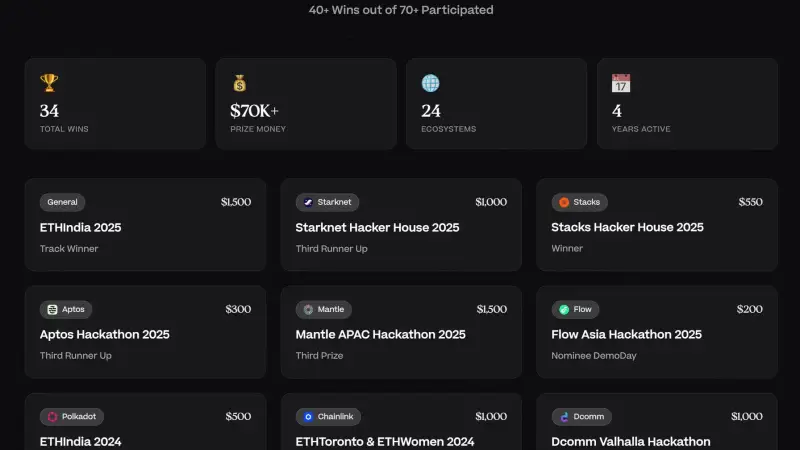 40+ Wins out of 70+ Participated
17
34
TOTAL WINS
$70K+
PRIZE MONEY
24
ECOSYSTEMS
4
YEARS ACTIVE
General
$1,500
ETHIndia 2025
Track Winner
Starknet
$1,000
Starknet Hacker House 2025
Third Runner Up
Stacks
$550
Stacks Hacker House 2025
Winner
Aptos
$300
Aptos Hackathon 2025
Third Runner Up
Mantle
$1,500
Mantle APAC Hackathon 2025
Third Prize
Flow
$200
Flow Asia Hackathon 2025
Nominee DemoDay
Polkadot
$500
ETHIndia 2024
Chainlink
$1,000
ETHToronto & ETHWomen 2024
Dcomm
$1,000
Dcomm Valhalla Hackathon